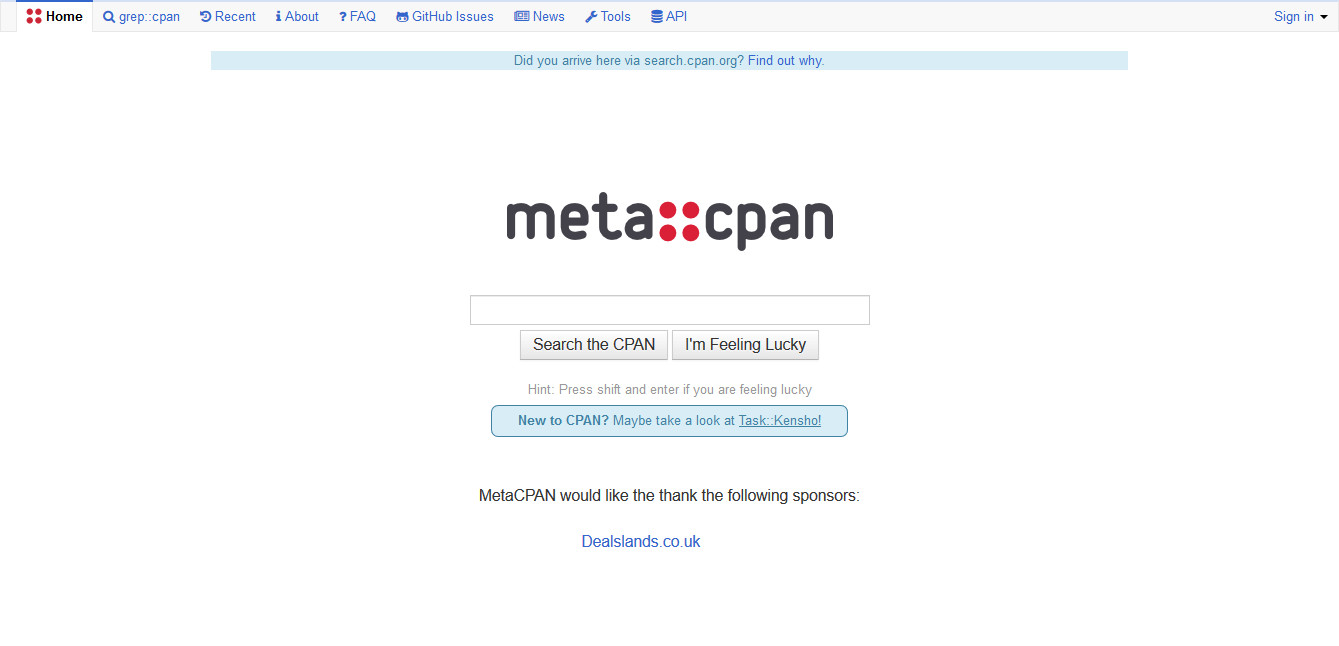 Home grep::cpan Recent About FAQ GitHub Issues News Tools API Sign in
Did you arrive here via search.cpan.org? Find out why.
meta::cpan
Search the CPAN I'm Feeling Lucky
Hint: Press shift and enter if you are feeling lucky
New to CPAN? Maybe take a look at Task::Kensho!
MetaCPAN would like the thank the following sponsors:
Dealslands.co.uk